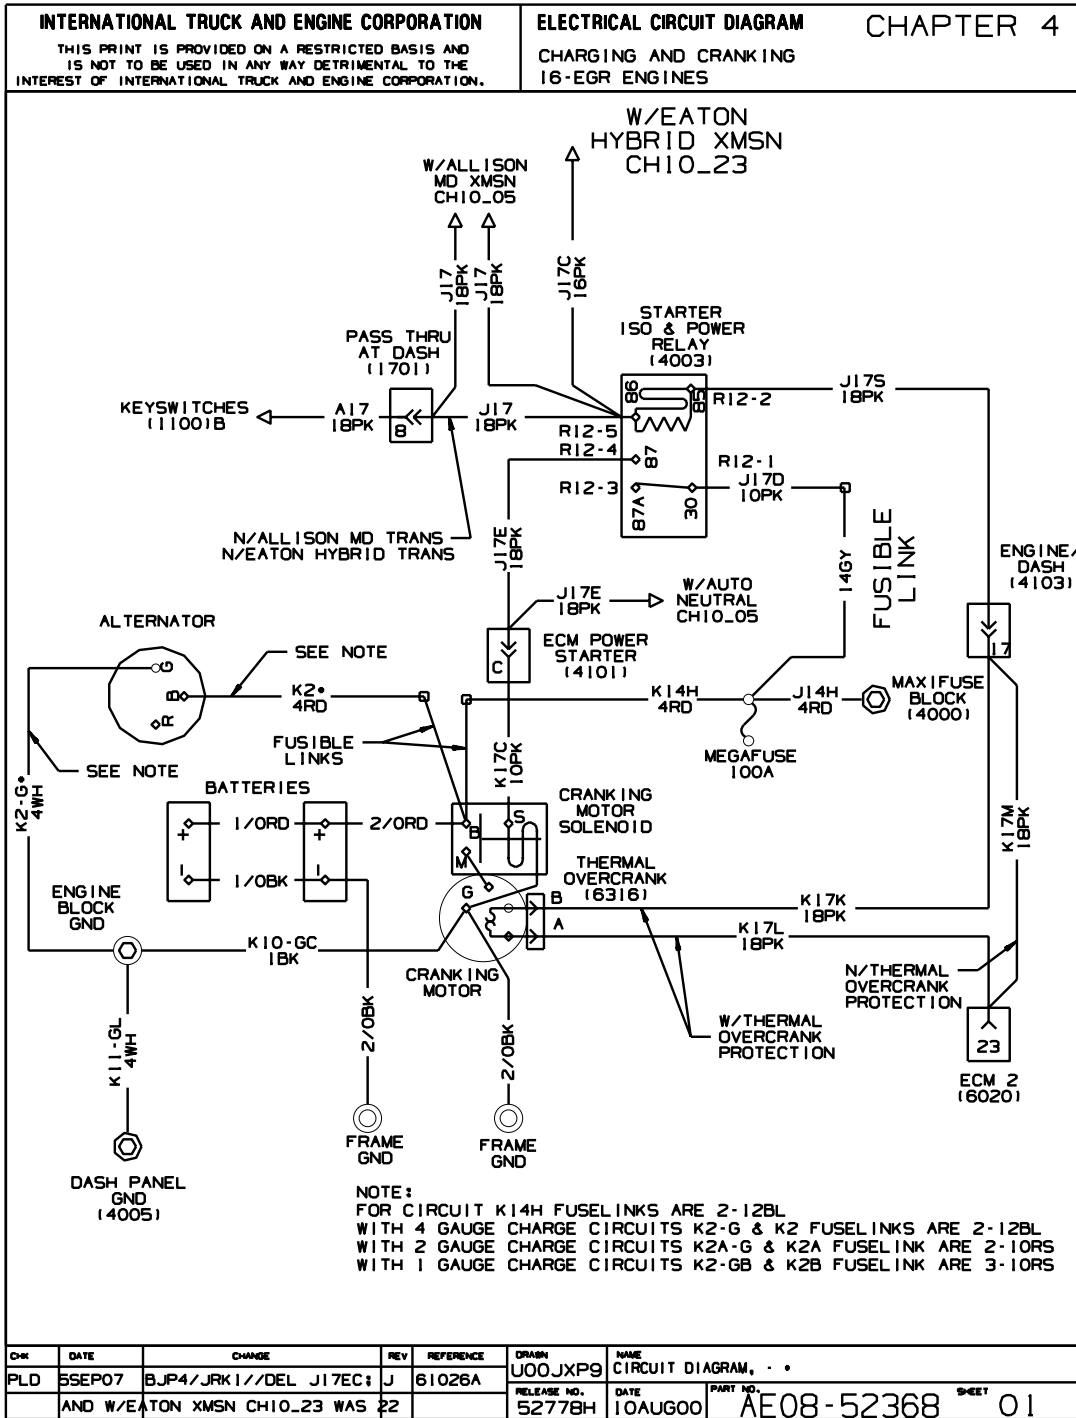 INTERNATIONAL TRUCK AND ENGINE CORPORATION
THIS PRINT IS PROVIDED ON A RESTRICTED BASIS AND
IS NOT TO BE USED IN ANY WAY DETRIMENTAL TO THE
INTEREST OF INTERNATIONAL TRUCK AND ENGINE CORPORATION.
ELECTRICAL CIRCUIT DIAGRAM
CHAPTER 4
CHARGING AND CRANKING
I6-EGR ENGINES
W/EATON
HYBRID XMSN
CH10_23
W/ALLISON
MD XMSN
CH10_05
J17
18PK
J17
18PK
J17C
16PK
STARTER
ISO & POWER
RELAY
(4003)
PASS THRU
AT DASH
(1701)
KEYSWITCHES
(1100)B
A17
18PK
8
J17
18PK
86
85
R12-2
J17S
18PK
R12-5
R12-4
87
R12-1
R12-3
87A
30
J17D
10PK
N/ALLISON MD TRANS
N/EATON HYBRID TRANS
J17E
18PK
14GY
FUSIBLE
LINK
ENGINE/
DASH
(4103)
17
J17E
18PK
W/AUTO
NEUTRAL
CH10_05
ALTERNATOR
SEE NOTE
G
B
R
C
ECM POWER
STARTER
(4101)
K2*
4RD
K14H
4RD
J14H
4RD
MAXIFUSE
BLOCK
(4000)
FUSIBLE
LINKS
MEGAFUSE
100A
SEE NOTE
K2-G*
4WH
K17C
10PK
BATTERIES
+
-
+
-
1/0RD
2/0RD
1/0BK
B
S
M
G
CRANKING
MOTOR
SOLENOID
THERMAL
OVERCRANK
(6316)
B
A
K17M
18PK
K17K
18PK
K17L
18PK
ENGINE
BLOCK
GND
K10-GC
1BK
CRANKING
MOTOR
N/THERMAL
OVERCRANK
PROTECTION
W/THERMAL
OVERCRANK
PROTECTION
K11-GL
4WH
2/0BK
2/0BK
23
ECM 2
(6020)
FRAME
GND
FRAME
GND
DASH PANEL
GND
(4005)
NOTE:
FOR CIRCUIT K14H FUSELINKS ARE 2-12BL
WITH 4 GAUGE CHARGE CIRCUITS K2-G & K2 FUSELINKS ARE 2-12BL
WITH 2 GAUGE CHARGE CIRCUITS K2A-G & K2A FUSELINK ARE 2-10RS
WITH 1 GAUGE CHARGE CIRCUITS K2-GB & K2B FUSELINK ARE 3-10RS
CHK DATE CHANGE REV REFERENCE
PLD 5SEP07 BJP4/JRK1//DEL J17EC; J 61026A
AND W/EATON XMSN CH10_23 WAS 22
DRAWN
U00JXP9
NAME
CIRCUIT DIAGRAM, - *
RELEASE NO.
52778H
DATE
10AUG00
PART NO.
AE08-52368
SHEET
01